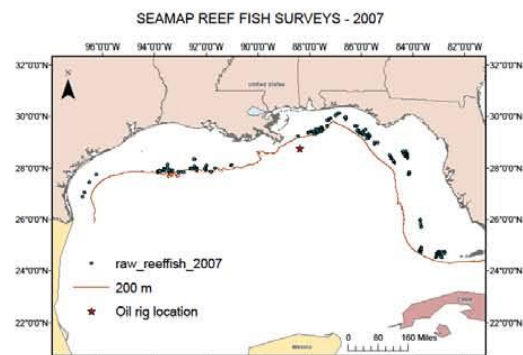 SEAMAP REEF FISH SURVEYS - 2007
96°0'0"W 94°0'0"W 92°0'0"W 90°0'0"W 88°0'0"W 86°0'0"W 84°0'0"W 82°0'0"W
32°0'0"N 32°0'0"N
N
United States
30°0'0"N 30°0'0"N
28°0'0"N 28°0'0"N
26°0'0"N 26°0'0"N
24°0'0"N 24°0'0"N
raw_reeffish_2007
200 m
Oil rig location
22°0'0"N 22°0'0"N
Cuba
Mexico
0 80 160 Miles